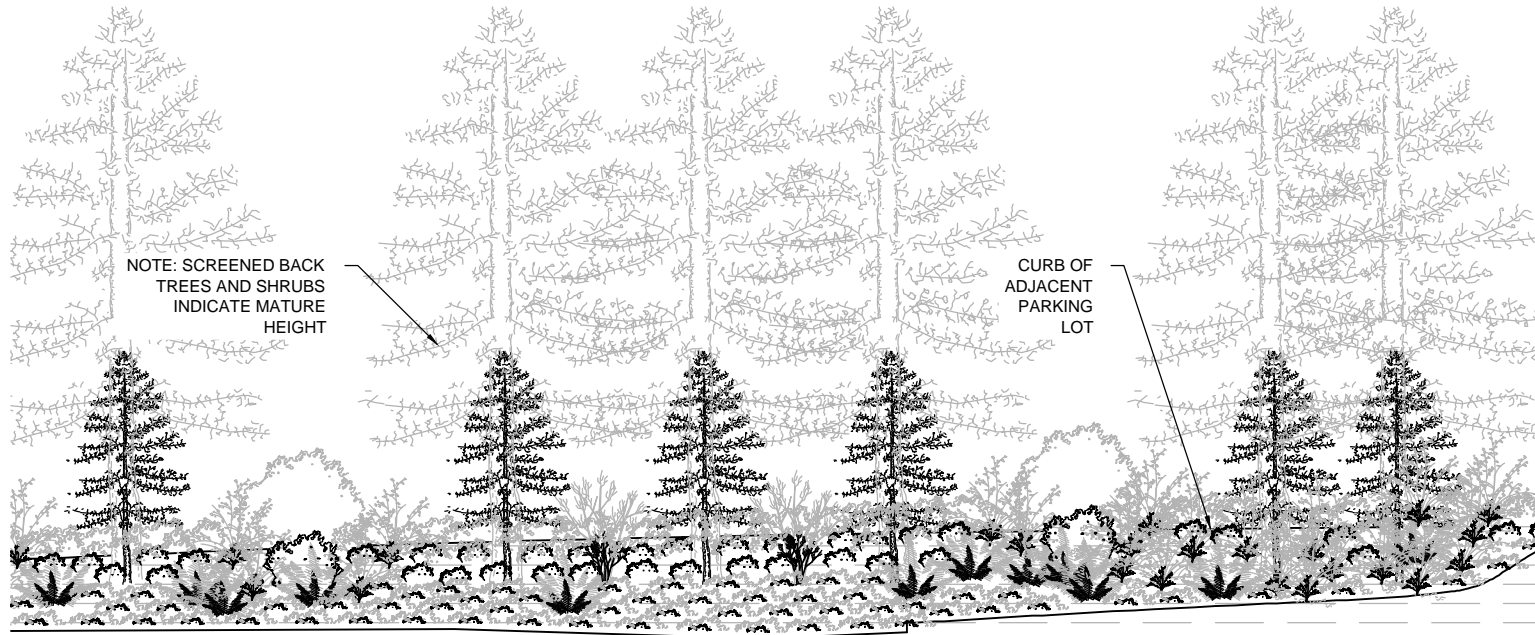 NOTE: SCREENED BACK
TREES AND SHRUBS
INDICATE MATURE
HEIGHT
CURB OF
ADJACENT
PARKING
LOT